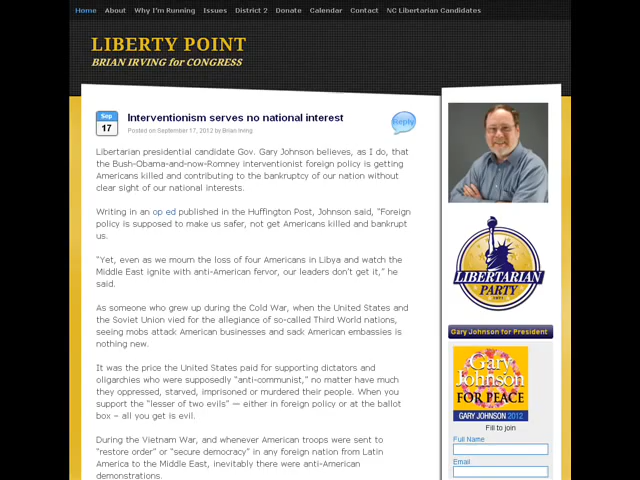 Home About Why I'm Running Issues District 2 Donate Calendar Contact NC Libertarian Candidates
LIBERTY POINT
BRIAN IRVING for CONGRESS
Sep
17
Interventionism serves no national interest
Reply
Posted on September 17, 2012 by Brian Irving
Libertarian presidential candidate Gov. Gary Johnson believes, as I do, that
the Bush-Obama-and-now-Romney interventionist foreign policy is getting
Americans killed and contributing to the bankruptcy of our nation without
clear sight of our national interests.
Writing in an op ed published in the Huffington Post, Johnson said, “Foreign
policy is supposed to make us safer, not get Americans killed and bankrupt
us.
“Yet, even as we mourn the loss of four Americans in Libya and watch the
Middle East ignite with anti-American fervor, our leaders don’t get it,” he
said.
As someone who grew up during the Cold War, when the United States and
the Soviet Union vied for the allegiance of so-called Third World nations,
seeing mobs attack American businesses and sack American embassies is
nothing new.
It was the price the United States paid for supporting dictators and
oligarchies who were supposedly “anti-communist,” no matter have much
they oppressed, starved, imprisoned or murdered their people. When you
support the “lesser of two evils” — either in foreign policy or at the ballot
box – all you get is evil.
During the Vietnam War, and whenever American troops were sent to
“restore order” or “secure democracy” in any foreign nation from Latin
America to the Middle East, inevitably there were anti-American
demonstrations.
LIBERTARIAN
PARTY
Gary Johnson for President
Gary
Johnson
FOR PEACE
GARY JOHNSON 2012
Fill to join
Full Name
Email